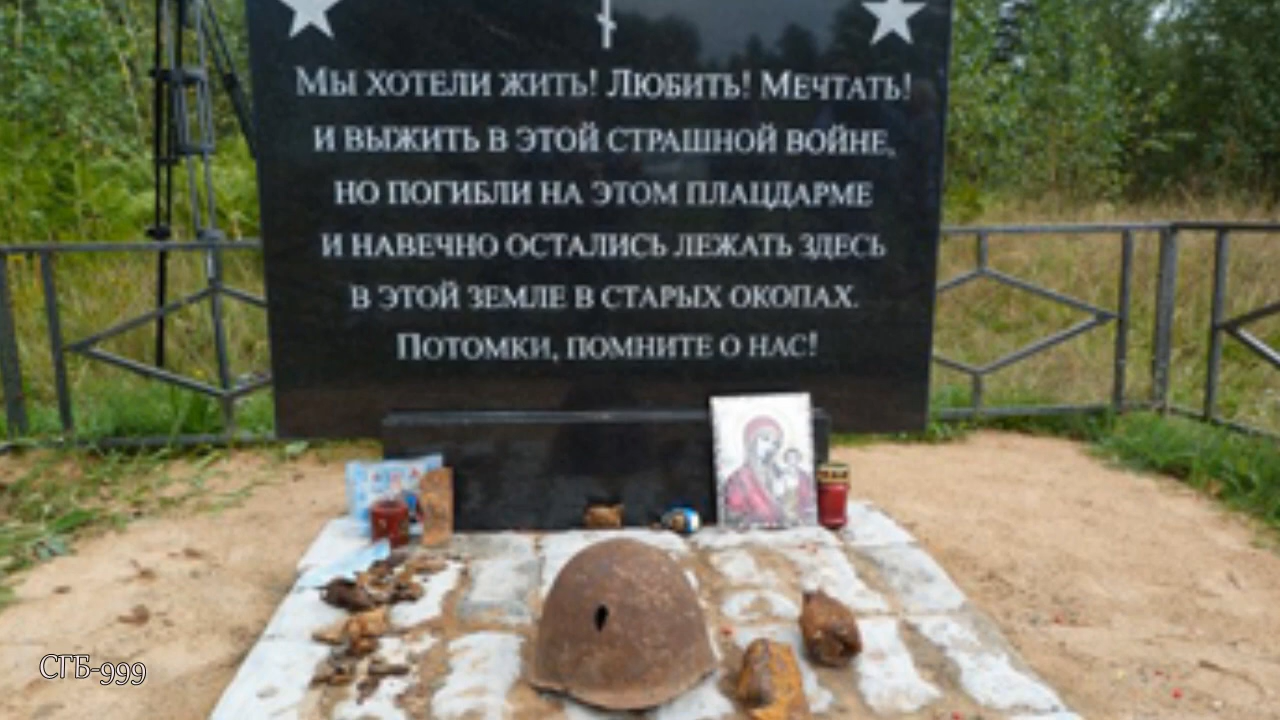 Мы хотели жить! Любить! Мечтать!
и выжить в этой страшной войне,
но погибли на этом плацдарме
и навечно остались лежать здесь
в этой земле в старых окопах.
Потомки, помните о нас!
СГБ-999